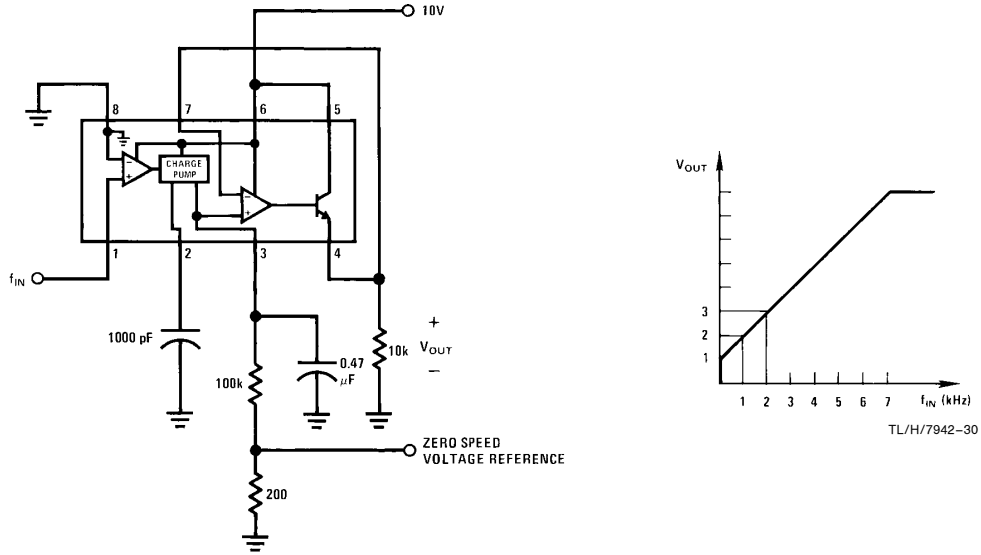 10V
8
7
6
5
−
+
CHARGE
PUMP
−
+
1
2
3
4
fIN
1000 pF
100k
0.47
μF
10k
+
VOUT
−
ZERO SPEED
VOLTAGE REFERENCE
200
VOUT
3
2
1
1 2 3 4 5 6 7 fIN (kHz)
TL/H/7942–30